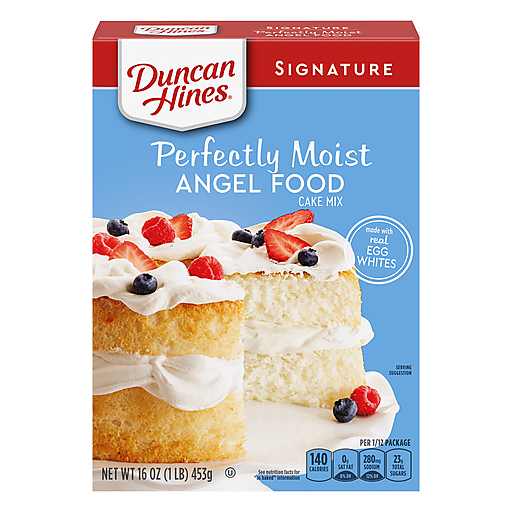 SIGNATURE
Perfectly Moist
ANGEL FOOD
Duncan
Hines®
SIGNATURE
Perfectly Moist
ANGEL FOOD
CAKE MIX
made with
real
EGG
WHITES
SERVING
SUGGESTION
PER 1/12 PACKAGE
140
CALORIES
0g
SAT FAT
0% DV
280mg
SODIUM
12% DV
23g
TOTAL
SUGARS
NET WT 16 OZ (1 LB) 453g
U
See nutrition facts for
"as baked" information